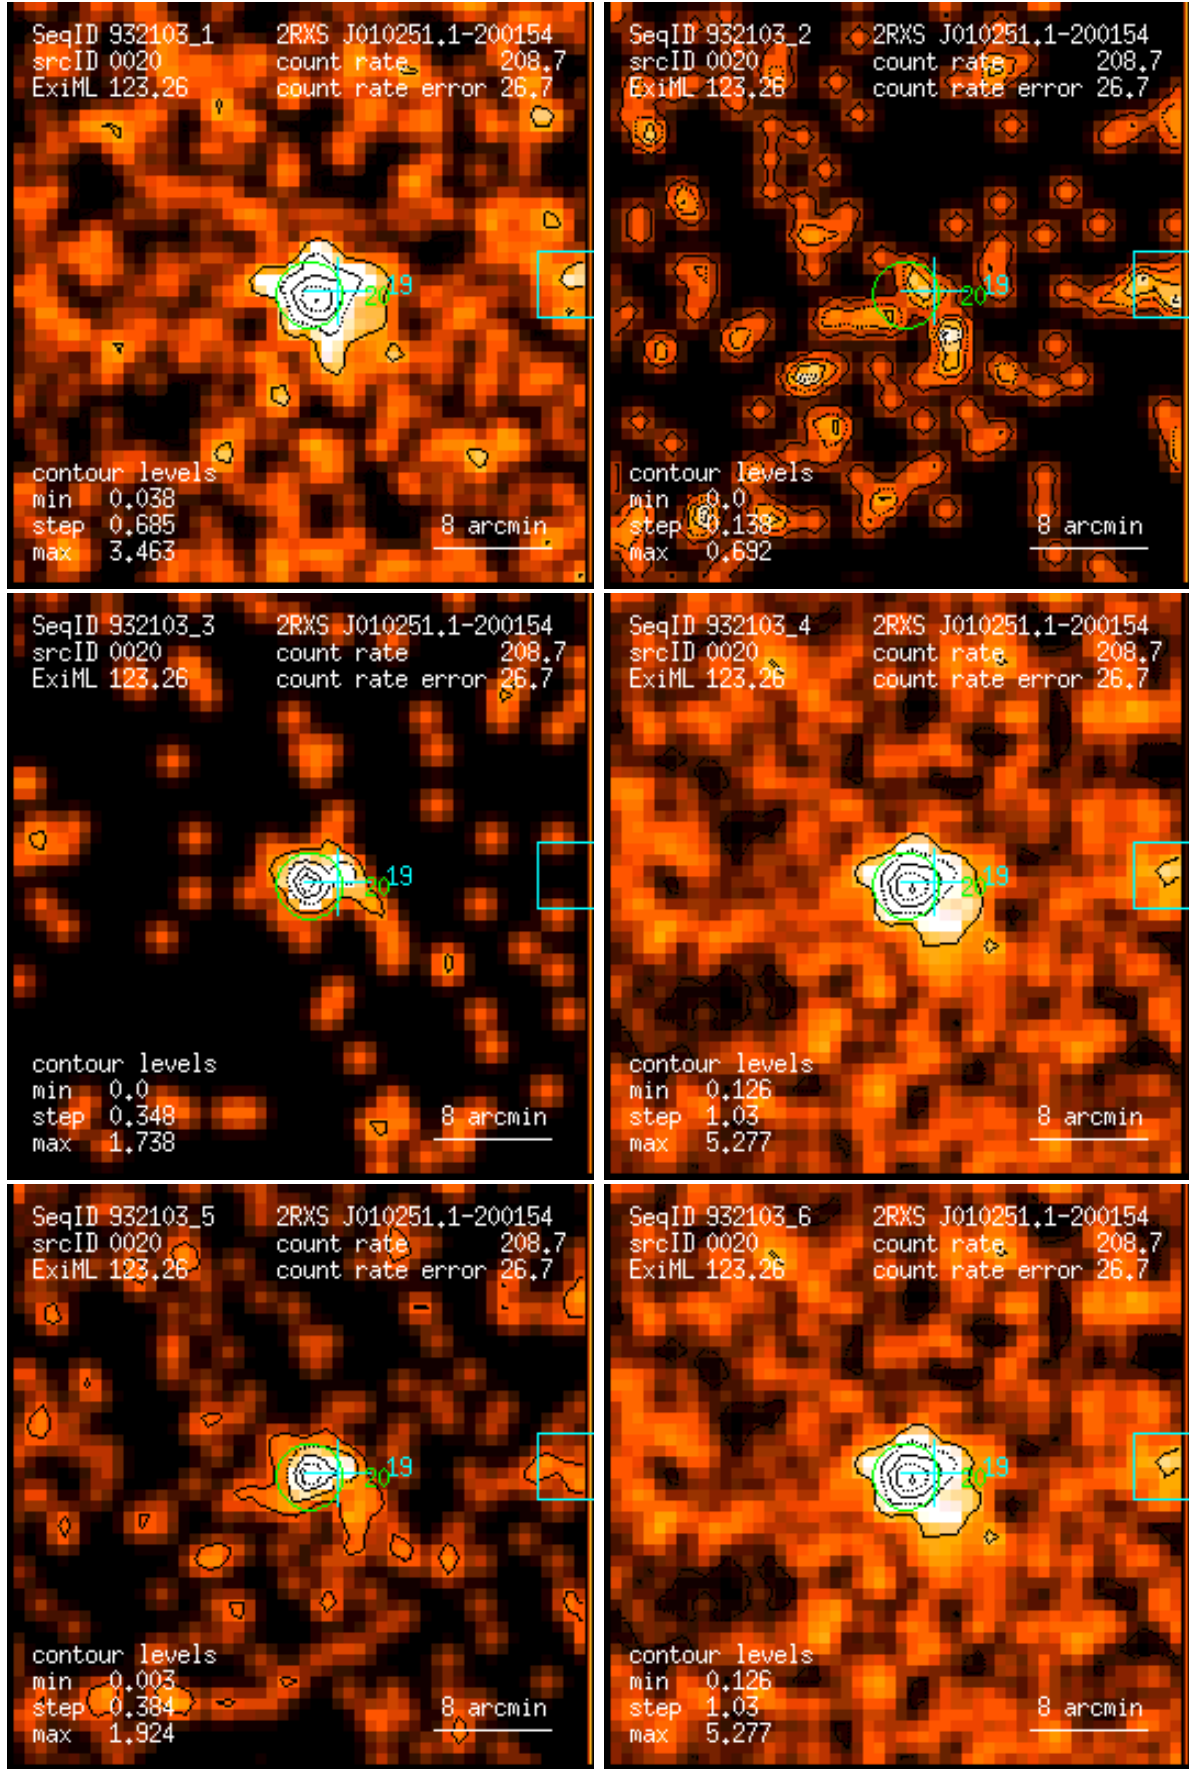 SeqID 932103_1 2RXS J010251.1-200154
srcID 0020 count rate 208.7
ExiML 123.26 count rate error 26.7
20 19
contour levels
min 0.038
step 0.685
max 3.463
8 arcmin
SeqID 932103_2 2RXS J010251.1-200154
srcID 0020 count rate 208.7
ExiML 123.26 count rate error 26.7
20 19
contour levels
min 0.0
step 0.138
max 0.692
8 arcmin
SeqID 932103_3 2RXS J010251.1-200154
srcID 0020 count rate 208.7
ExiML 123.26 count rate error 26.7
20 19
contour levels
min 0.0
step 0.348
max 1.738
8 arcmin
SeqID 932103_4 2RXS J010251.1-200154
srcID 0020 count rate 208.7
ExiML 123.26 count rate error 26.7
20 19
contour levels
min 0.126
step 1.03
max 5.277
8 arcmin
SeqID 932103_5 2RXS J010251.1-200154
srcID 0020 count rate 208.7
ExiML 123.26 count rate error 26.7
20 19
contour levels
min 0.003
step 0.384
max 1.924
8 arcmin
SeqID 932103_6 2RXS J010251.1-200154
srcID 0020 count rate 208.7
ExiML 123.26 count rate error 26.7
20 19
contour levels
min 0.126
step 1.03
max 5.277
8 arcmin